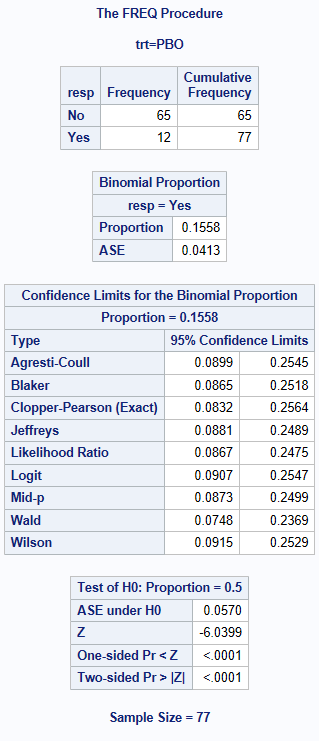 The FREQ Procedure
trt=PBO
resp Frequency Cumulative Frequency
No 65 65
Yes 12 77
Binomial Proportion
resp = Yes
Proportion 0.1558
ASE 0.0413
Confidence Limits for the Binomial Proportion
Proportion = 0.1558
Type 95% Confidence Limits
Agresti-Coull 0.0899 0.2545
Blaker 0.0865 0.2518
Clopper-Pearson (Exact) 0.0832 0.2564
Jeffreys 0.0881 0.2489
Likelihood Ratio 0.0867 0.2475
Logit 0.0907 0.2547
Mid-p 0.0873 0.2499
Wald 0.0748 0.2369
Wilson 0.0915 0.2529
Test of H0: Proportion = 0.5
ASE under H0 0.0570
Z -6.0399
One-sided Pr < Z <.0001
Two-sided Pr > |Z| <.0001
Sample Size = 77